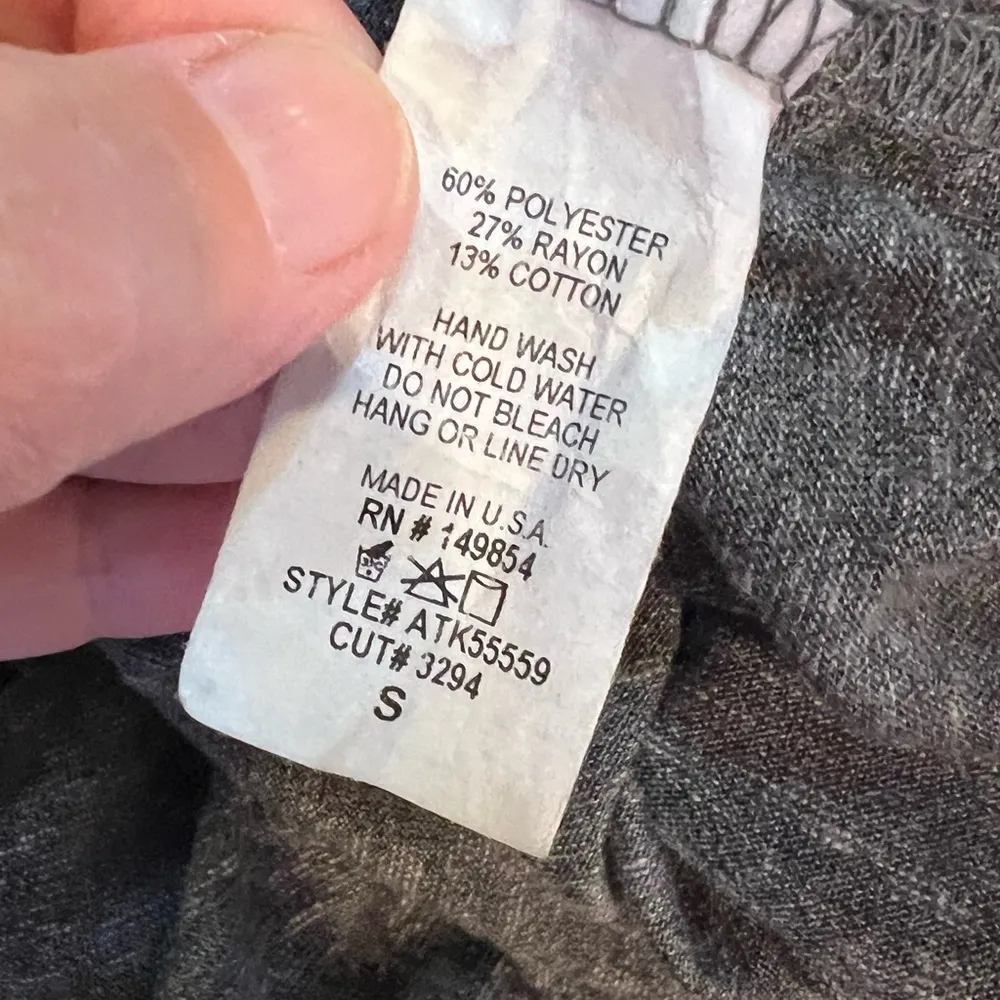 60% POLYESTER
27% RAYON
13% COTTON
HAND WASH
WITH COLD WATER
DO NOT BLEACH
HANG OR LINE DRY
MADE IN U.S.A.
RN # 149854
STYLE# ATK55559
CUT# 3294
S